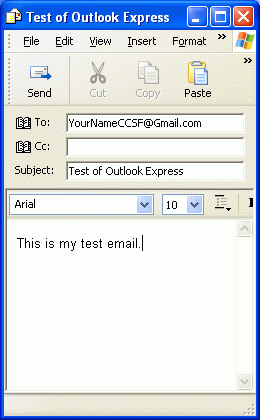 Test of Outlook Express
File Edit View Insert Format »
Send Cut Copy Paste »
To: YourNameCCSF@Gmail.com
Cc:
Subject: Test of Outlook Express
Arial 10
This is my test email.